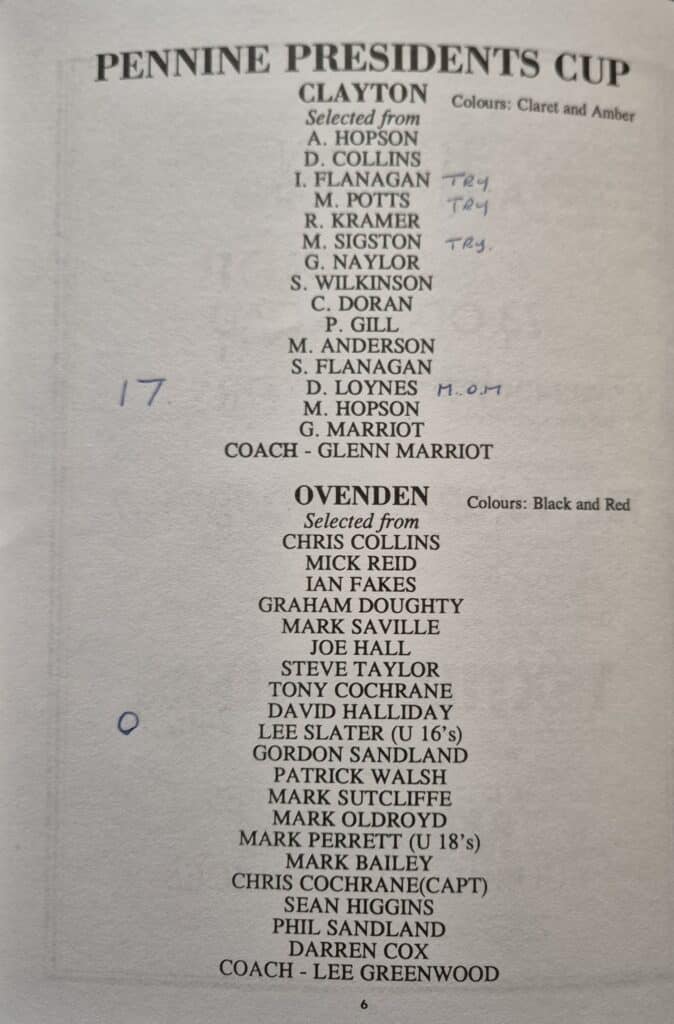 PENNINE PRESIDENTS CUP
CLAYTON Colours: Claret and Amber
Selected from
A. HOPSON
D. COLLINS
I. FLANAGAN TRY
M. POTTS TRY
R. KRAMER
M. SIGSTON TRY.
G. NAYLOR
S. WILKINSON
C. DORAN
P. GILL
M. ANDERSON
S. FLANAGAN
17. D. LOYNES M.O.M
M. HOPSON
G. MARRIOT
COACH - GLENN MARRIOT
OVENDEN Colours: Black and Red
Selected from
CHRIS COLLINS
MICK REID
IAN FAKES
GRAHAM DOUGHTY
MARK SAVILLE
JOE HALL
STEVE TAYLOR
TONY COCHRANE
DAVID HALLIDAY
0 LEE SLATER (U 16's)
GORDON SANDLAND
PATRICK WALSH
MARK SUTCLIFFE
MARK OLDROYD
MARK PERRETT (U 18's)
MARK BAILEY
CHRIS COCHRANE(CAPT)
SEAN HIGGINS
PHIL SANDLAND
DARREN COX
COACH - LEE GREENWOOD
6